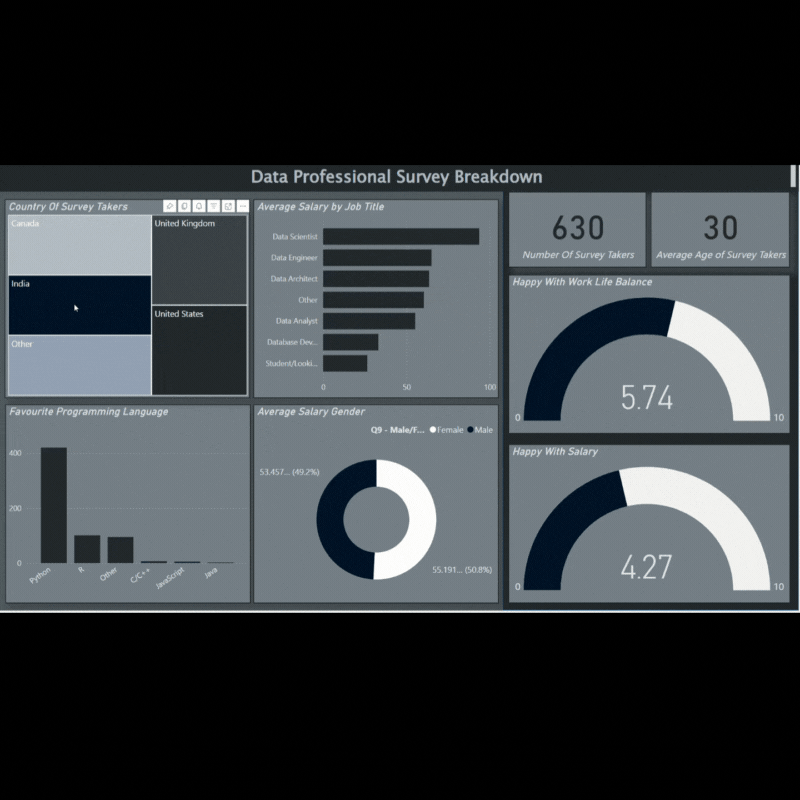 Data Professional Survey Breakdown
Country Of Survey Takers
Canada
India
Other
United Kingdom
United States
Average Salary by Job Title
Data Scientist
Data Engineer
Data Architect
Other
Data Analyst
Database Dev...
Student/Looki...
0 50 100
630
Number Of Survey Takers
30
Average Age of Survey Takers
Happy With Work Life Balance
5.74
0 10
Favourite Programming Language
400
200
0
Python R Other C/C++ JavaScript Java
Average Salary Gender
Q9 - Male/F... Female Male
53.457... (49.2%)
55.191... (50.8%)
Happy With Salary
4.27
0 10